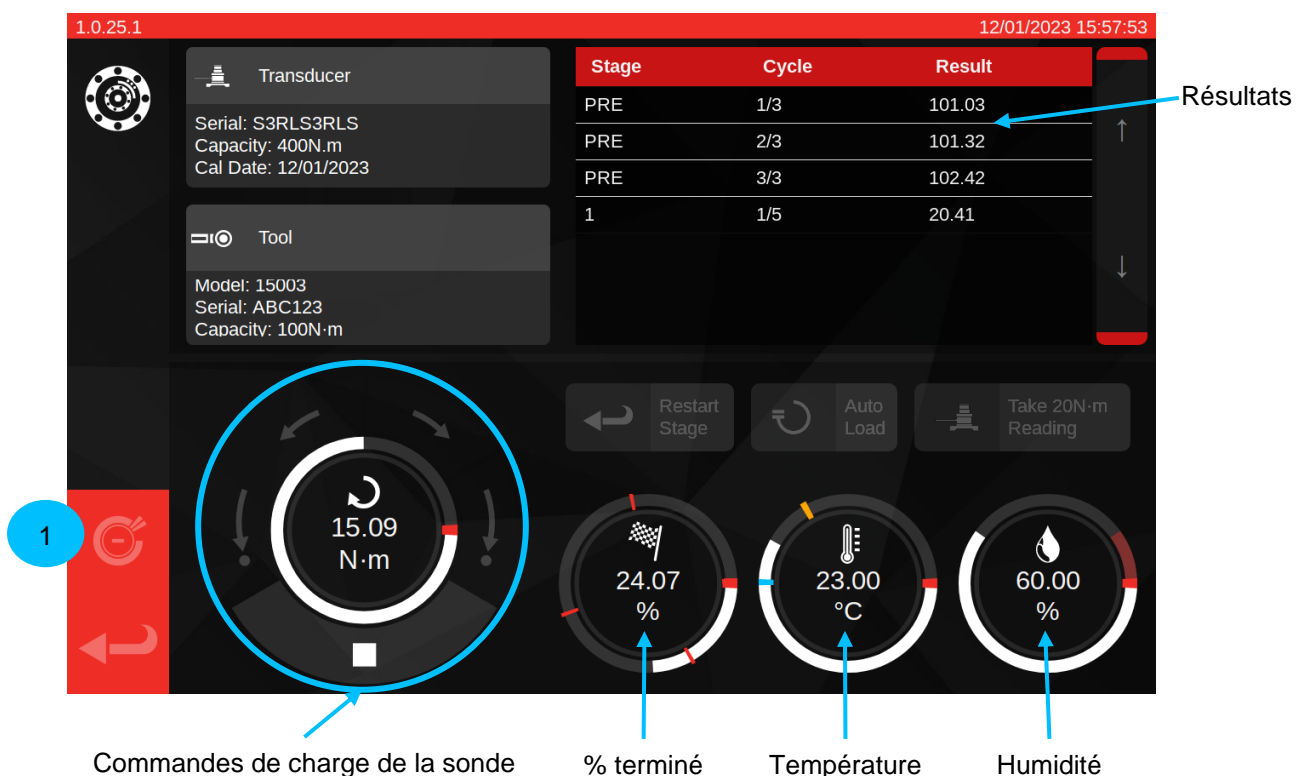 1.0.25.1
12/01/2023 15:57:53
Transducer
Serial: S3RLS3RLS
Capacity: 400N.m
Cal Date: 12/01/2023
Tool
Model: 15003
Serial: ABC123
Capacity: 100N·m
Stage Cycle Result
PRE 1/3 101.03
PRE 2/3 101.32
PRE 3/3 102.42
1 1/5 20.41
↑
↓
Résultats
Restart
Stage
Auto
Load
Take 20N·m
Reading
1
15.09
N·m
24.07
%
23.00
°C
60.00
%
Commandes de charge de la sonde
% terminé
Température
Humidité